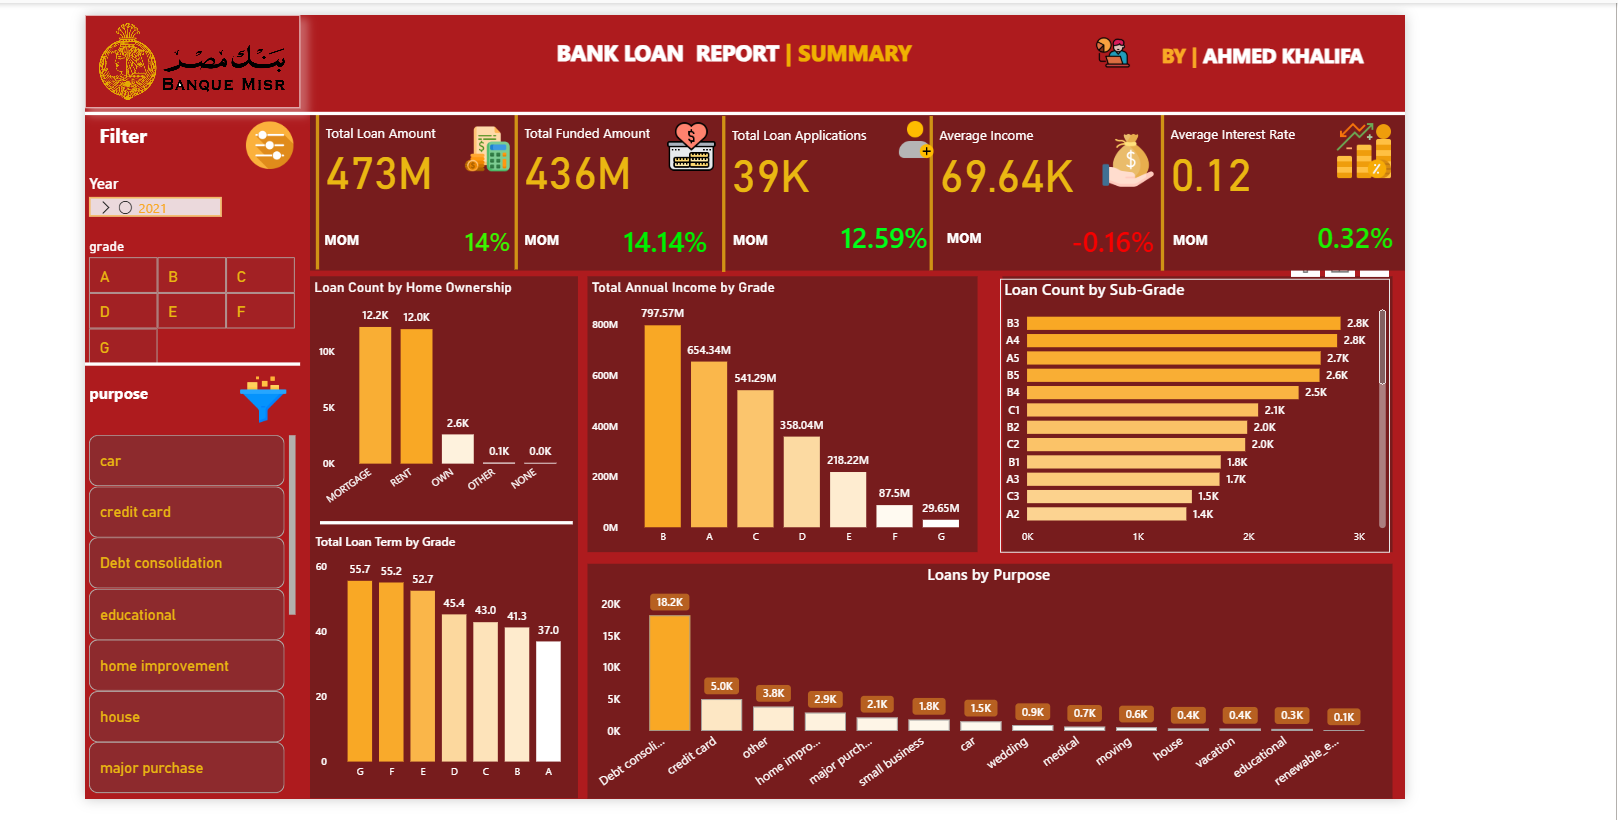 بنك مصر
BANQUE MISR
BANK LOAN REPORT | SUMMARY
BY | AHMED KHALIFA
Filter
Year
2021
grade
A
B
C
D
E
F
G
purpose
car
credit card
Debt consolidation
educational
home improvement
house
major purchase
Total Loan Amount
473M
MOM
14%
Total Funded Amount
436M
MOM
14.14%
Total Loan Applications
39K
MOM
12.59%
Average Income
69.64K
MOM
-0.16%
Average Interest Rate
0.12
MOM
0.32%
Loan Count by Home Ownership
10K
5K
0K
12.2K
12.0K
2.6K
0.1K
0.0K
MORTGAGE
RENT
OWN
OTHER
NONE
Total Loan Term by Grade
60
40
20
0
55.7
55.2
52.7
45.4
43.0
41.3
37.0
G
F
E
D
C
B
A
Total Annual Income by Grade
800M
600M
400M
200M
0M
797.57M
654.34M
541.29M
358.04M
218.22M
87.5M
29.65M
B
A
C
D
E
F
G
Loan Count by Sub-Grade
B3 2.8K
A4 2.8K
A5 2.7K
B5 2.6K
B4 2.5K
C1 2.1K
B2 2.0K
C2 2.0K
B1 1.8K
A3 1.7K
C3 1.5K
A2 1.4K
0K
1K
2K
3K
Loans by Purpose
20K
15K
10K
5K
0K
18.2K
5.0K
3.8K
2.9K
2.1K
1.8K
1.5K
0.9K
0.7K
0.6K
0.4K
0.4K
0.3K
0.1K
Debt consoli...
credit card
other
home impro...
major purch...
small business
car
wedding
medical
moving
house
vacation
educational
renewable_e...